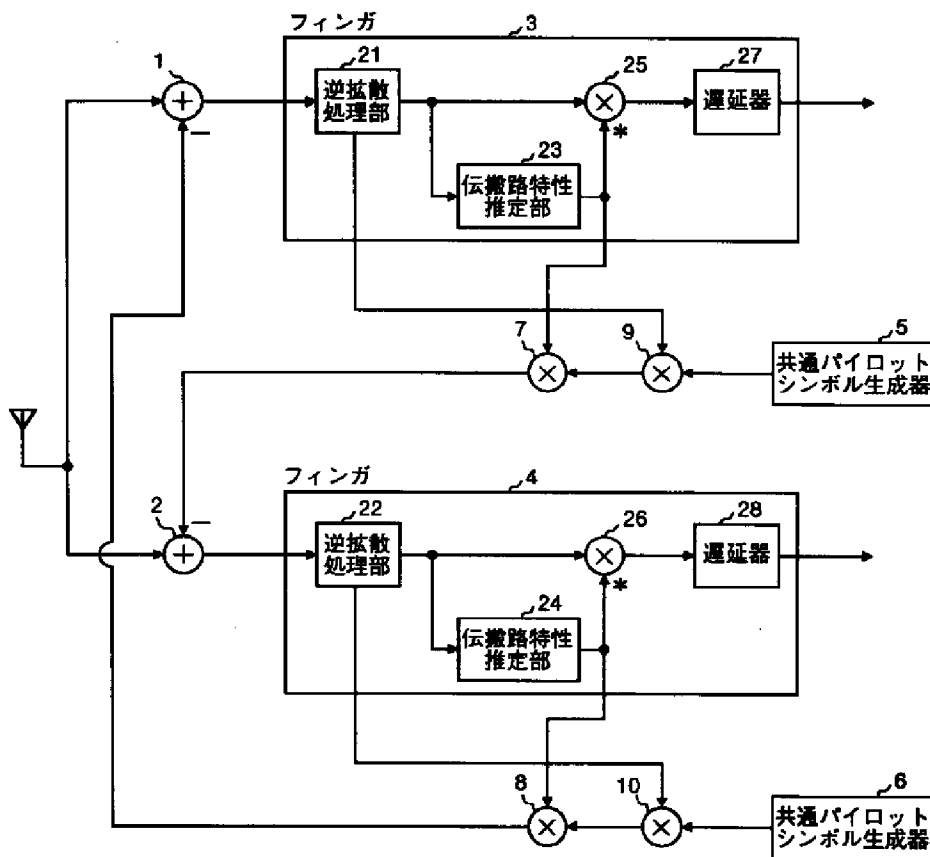 フィンガ
3
1
21
逆拡散
処理部
25
27
遅延器
+
×
−
*
23
伝搬路特性
推定部
7
9
5
共通パイロット
シンボル生成器
×
×
フィンガ
4
2
−
22
逆拡散
処理部
26
28
遅延器
+
×
*
24
伝搬路特性
推定部
8
10
6
共通パイロット
シンボル生成器
×
×